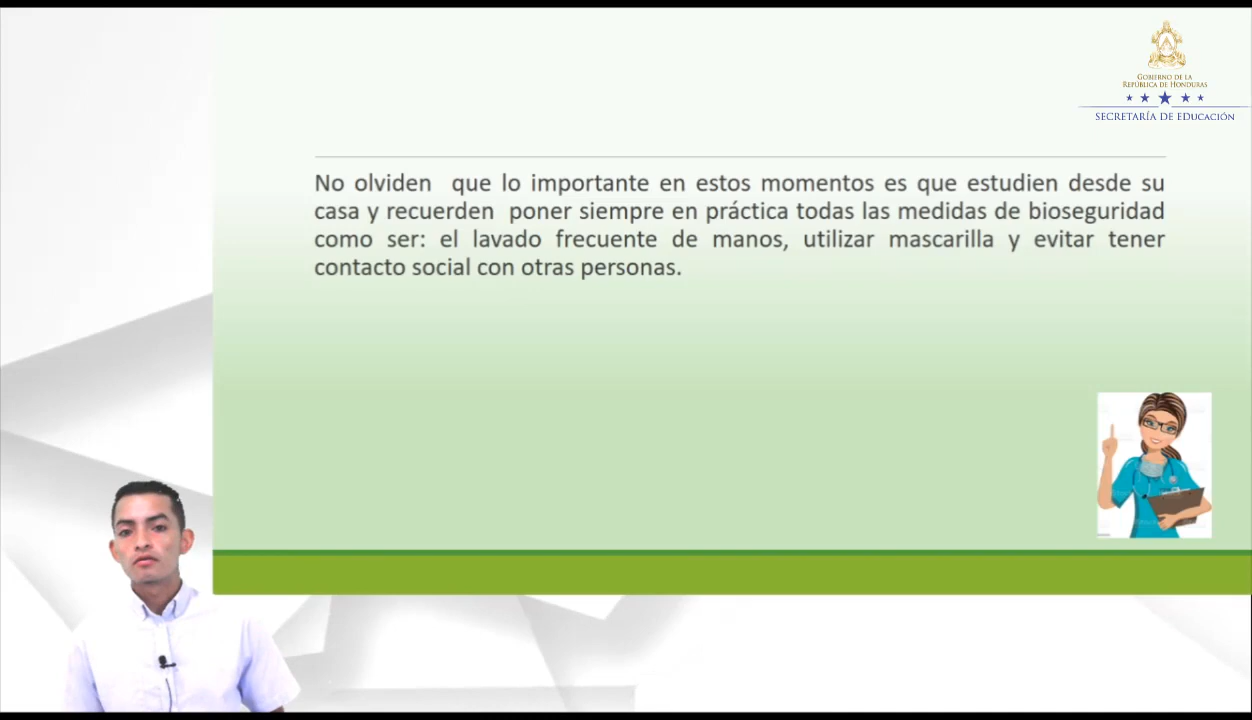 GOBIERNO DE LA
REPÚBLICA DE HONDURAS
SECRETARÍA DE EDUCACIÓN
No olviden que lo importante en estos momentos es que estudien desde su
casa y recuerden poner siempre en práctica todas las medidas de bioseguridad
como ser: el lavado frecuente de manos, utilizar mascarilla y evitar tener
contacto social con otras personas.